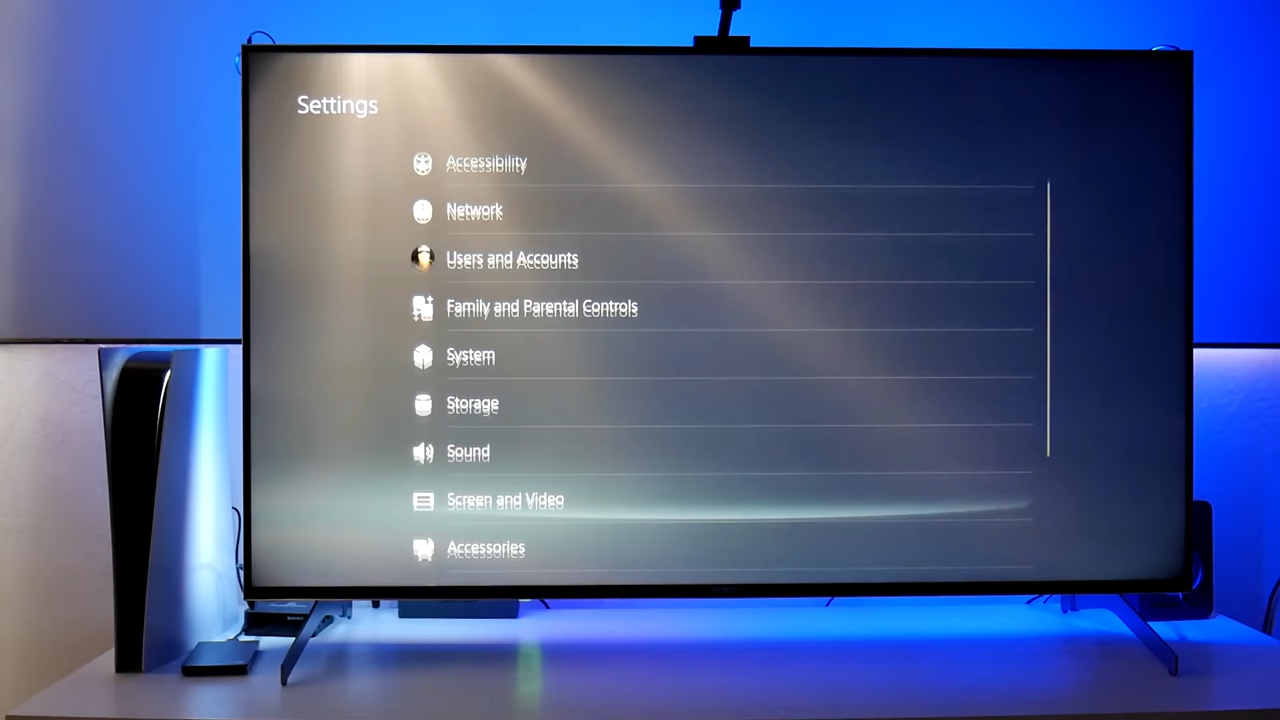 Settings
Accessibility
Network
Users and Accounts
Family and Parental Controls
System
Storage
Sound
Screen and Video
Accessories